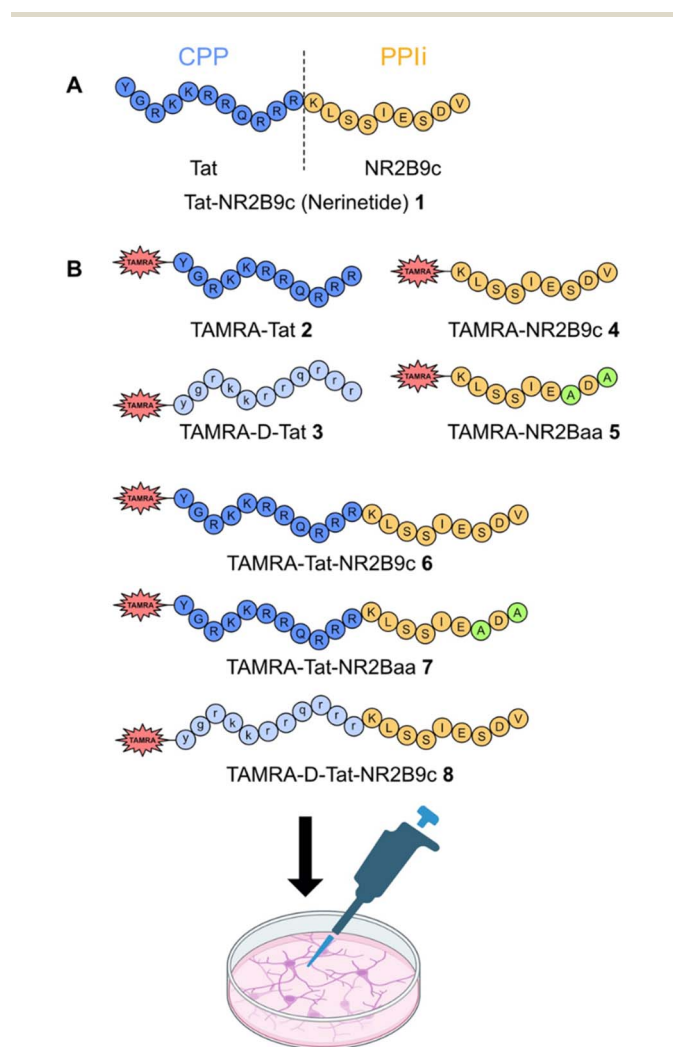 CPP PPIi
A
Y G R K K R R Q R R R K L S S I E S D V
Tat NR2B9c
Tat-NR2B9c (Nerinetide) 1
B
TAMRA Y G R K K R R Q R R R
TAMRA-Tat 2
TAMRA K L S S I E S D V
TAMRA-NR2B9c 4
TAMRA y g r k k r r q r r r
TAMRA-D-Tat 3
TAMRA K L S S I E A D A
TAMRA-NR2Baa 5
TAMRA Y G R K K R R Q R R R K L S S I E S D V
TAMRA-Tat-NR2B9c 6
TAMRA Y G R K K R R Q R R R K L S S I E A D A
TAMRA-Tat-NR2Baa 7
TAMRA y g r k k r r q r r r K L S S I E S D V
TAMRA-D-Tat-NR2B9c 8